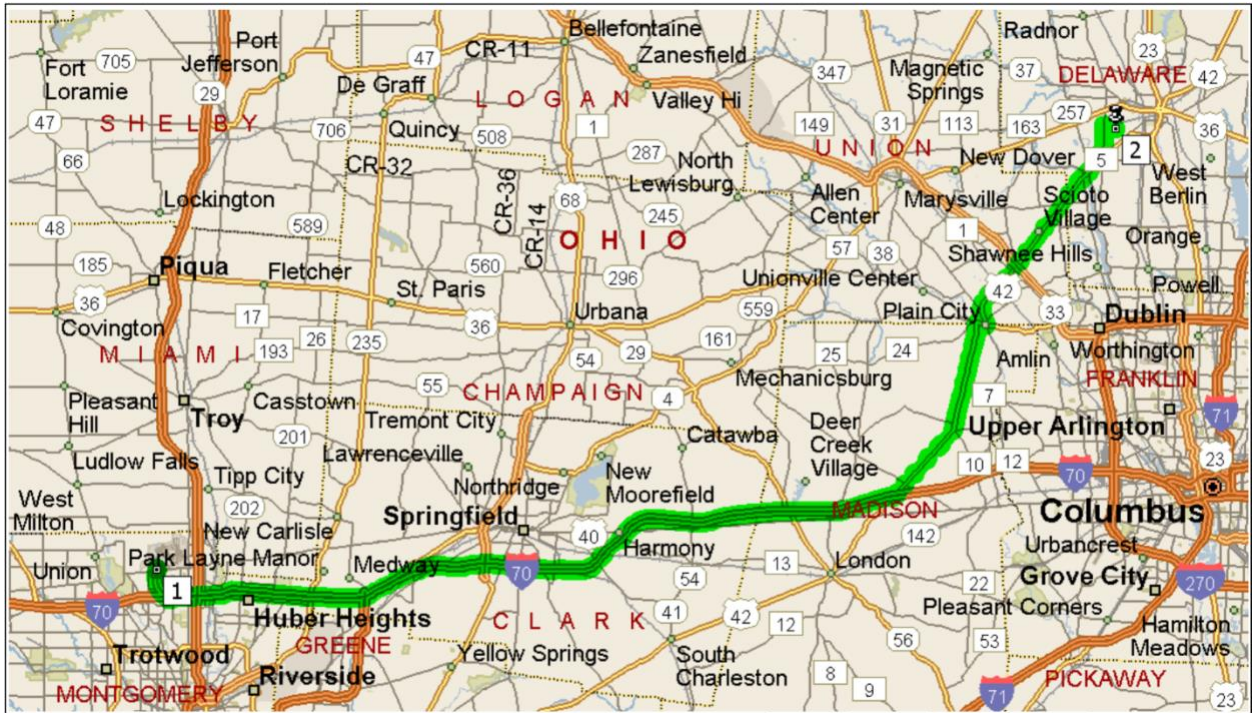 Port
Jefferson
Bellefontaine
CR-11
Zanesfield
Radnor
23
705
47
347
Magnetic
Springs
37
DELAWARE
42
Fort
Loramie
29
De Graff
LOGAN
Valley Hi
257
SHELBY
47
706
Quincy
508
1
149
31
113
163
3
36
66
CR-32
287
UNION
New Dover
5
2
West
Berlin
Lockington
CR-36
North
Lewisburg
Allen
Center
Marysville
Scioto
Village
48
589
CR-14
68
245
OHIO
57
38
1
Orange
185
Piqua
Fletcher
560
296
Unionville Center
Shawnee Hills
Powell
36
St. Paris
559
42
Covington
17
26
235
36
Urbana
Plain City
33
Dublin
MIAMI
193
29
161
25
24
Amlin
Worthington
54
Mechanicsburg
FRANKLIN
Pleasant
Hill
Casstown
55
CHAMPAIGN
4
7
71
Troy
201
Tremont City
Catawba
Deer
Creek
Village
Upper Arlington
Ludlow Falls
Lawrenceville
10
12
70
23
Tipp City
Northridge
New
Moorefield
West
Milton
202
New Carlisle
Springfield
MADISON
Columbus
40
142
Union
Park Layne Manor
Medway
70
Harmony
London
Urbancrest
13
70
1
54
22
Grove City
270
Huber Heights
CLARK
41
42
12
Pleasant Corners
GREENE
56
53
Hamilton
Meadows
Trotwood
Yellow Springs
South
Charleston
8
9
Riverside
71
PICKAWAY
MONTGOMERY
23